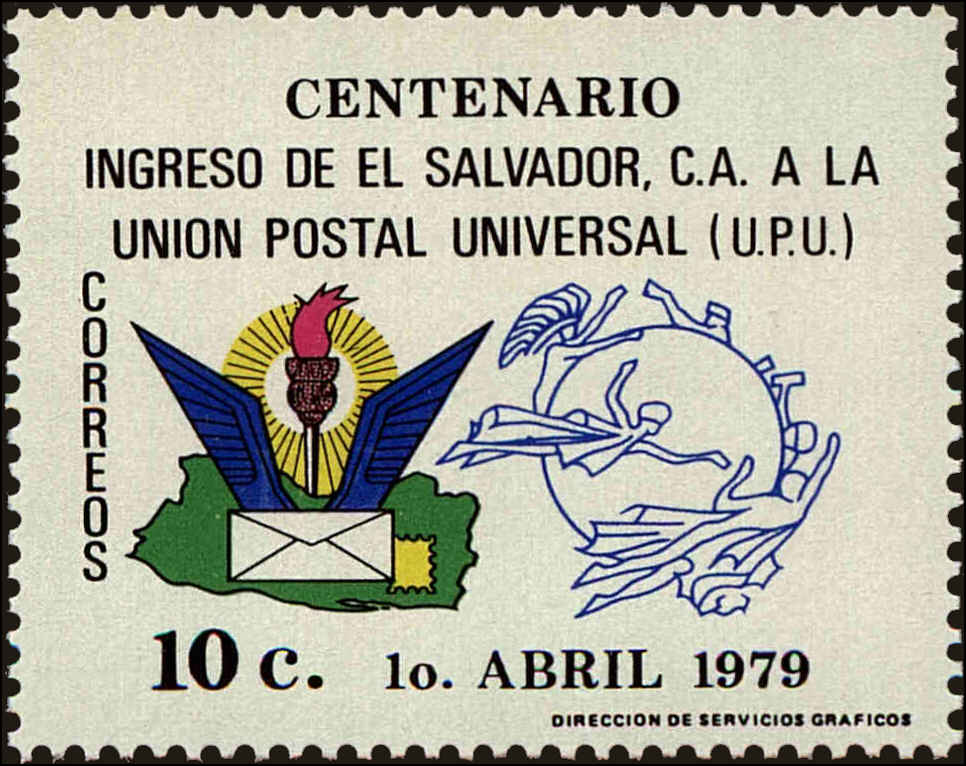 CENTENARIO
INGRESO DE EL SALVADOR, C.A. A LA
UNION POSTAL UNIVERSAL (U.P.U.)
CORREOS
10 c. 1o. ABRIL 1979
DIRECCION DE SERVICIOS GRAFICOS